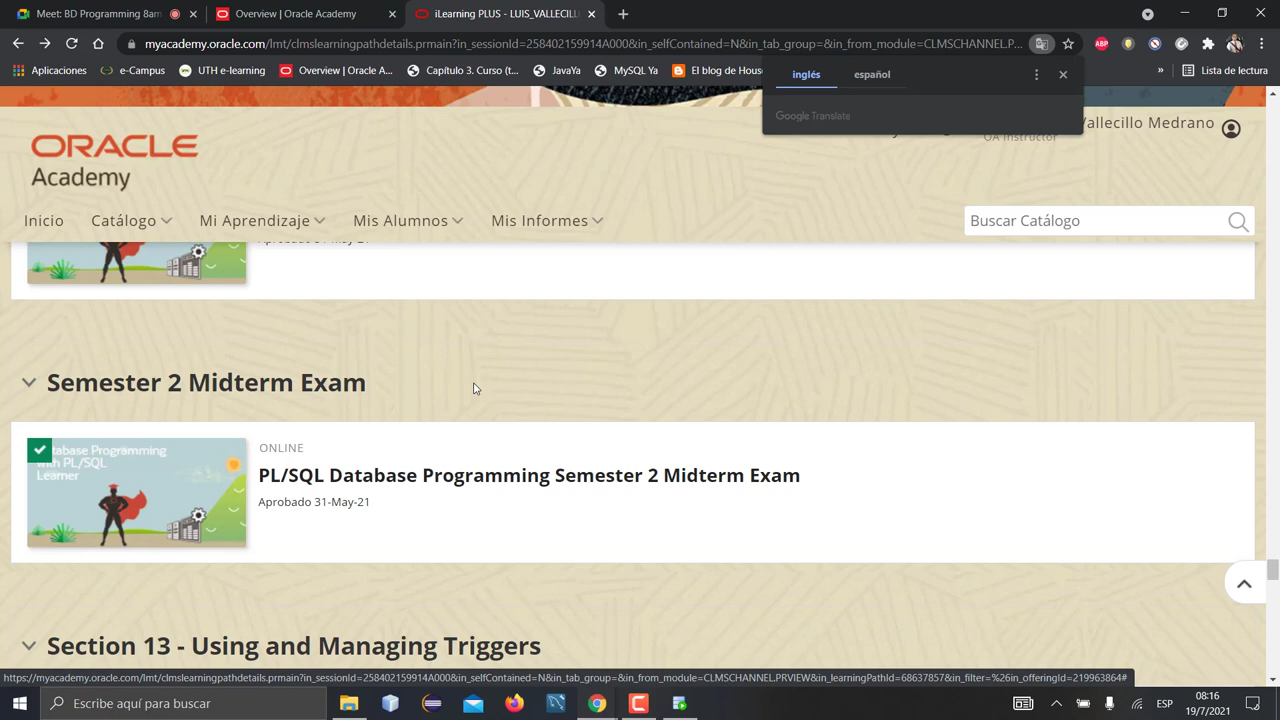 Meet: BD Programming 8am
Overview | Oracle Academy
iLearning PLUS - LUIS_VALLECILL
myacademy.oracle.com/lmt/clmslearningpathdetails.prmain?in_sessionId=258402159914A000&in_selfContained=N&in_tab_group=&in_from_module=CLMSCHANNEL.P...
ABP
Aplicaciones
e-Campus
UTH e-learning
Overview | Oracle A...
Capítulo 3. Curso (t...
JavaYa
MySQL Ya
El blog de Hous
»
Lista de lectura
inglés
español
Google Translate
ORACLE
Academy
Vallecillo Medrano
OA Instructor
Inicio
Catálogo
Mi Aprendizaje
Mis Alumnos
Mis Informes
Buscar Catálogo
Aprobado 31-May-21
Semester 2 Midterm Exam
Database Programming
with PL/SQL
Learner
ONLINE
PL/SQL Database Programming Semester 2 Midterm Exam
Aprobado 31-May-21
Section 13 - Using and Managing Triggers
https://myacademy.oracle.com/lmt/clmslearningpathdetails.prmain?in_sessionId=258402159914A000&in_selfContained=N&in_tab_group=&in_from_module=CLMSCHANNEL.PRVIEW&in_learningPathId=68637857&in_filter=%26in_offeringId=219963864#
Escribe aquí para buscar
ESP
08:16
19/7/2021